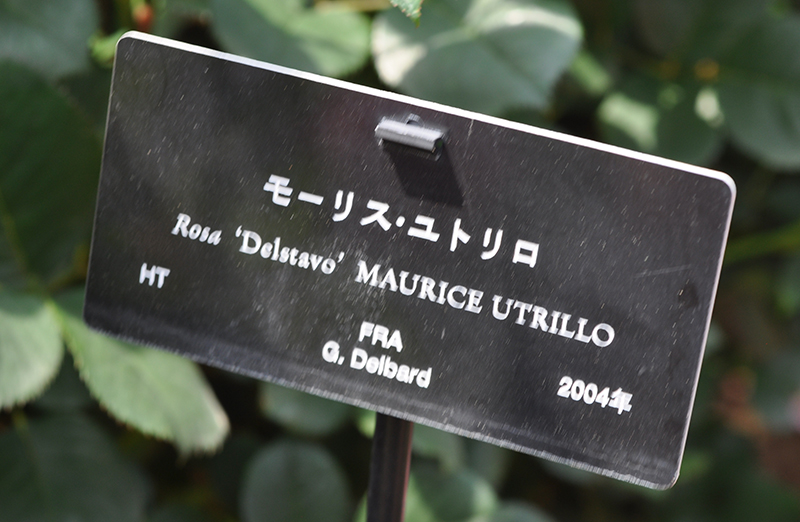 モーリス・ユトリロ
Rosa ‘Delstavo’ MAURICE UTRILLO
HT
FRA
G. Delbard
2004年